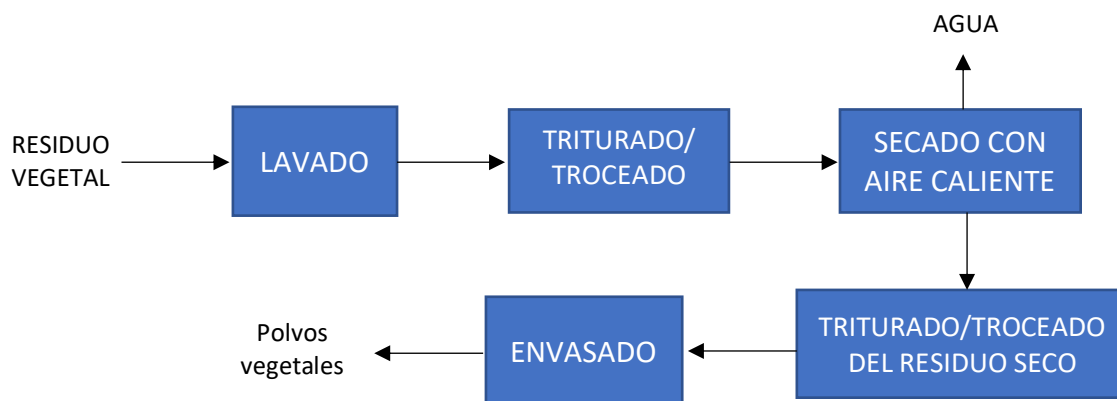 AGUA
RESIDUO
VEGETAL
LAVADO
TRITURADO/
TROCEADO
SECADO CON
AIRE CALIENTE
TRITURADO/TROCEADO
DEL RESIDUO SECO
ENVASADO
Polvos
vegetales